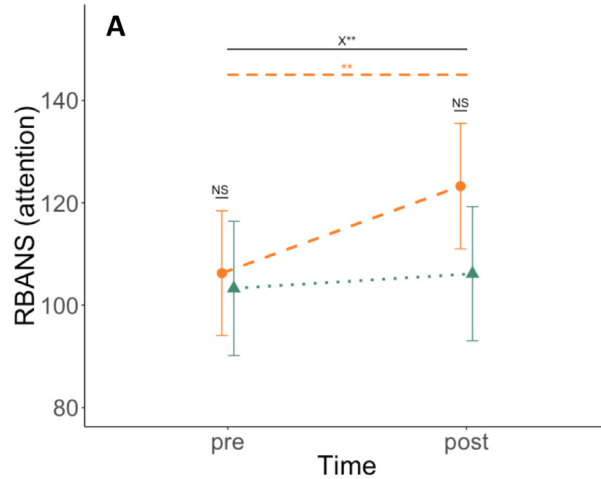 A
X**
**
NS
NS
140
120
100
80
RBANS (attention)
pre post
Time